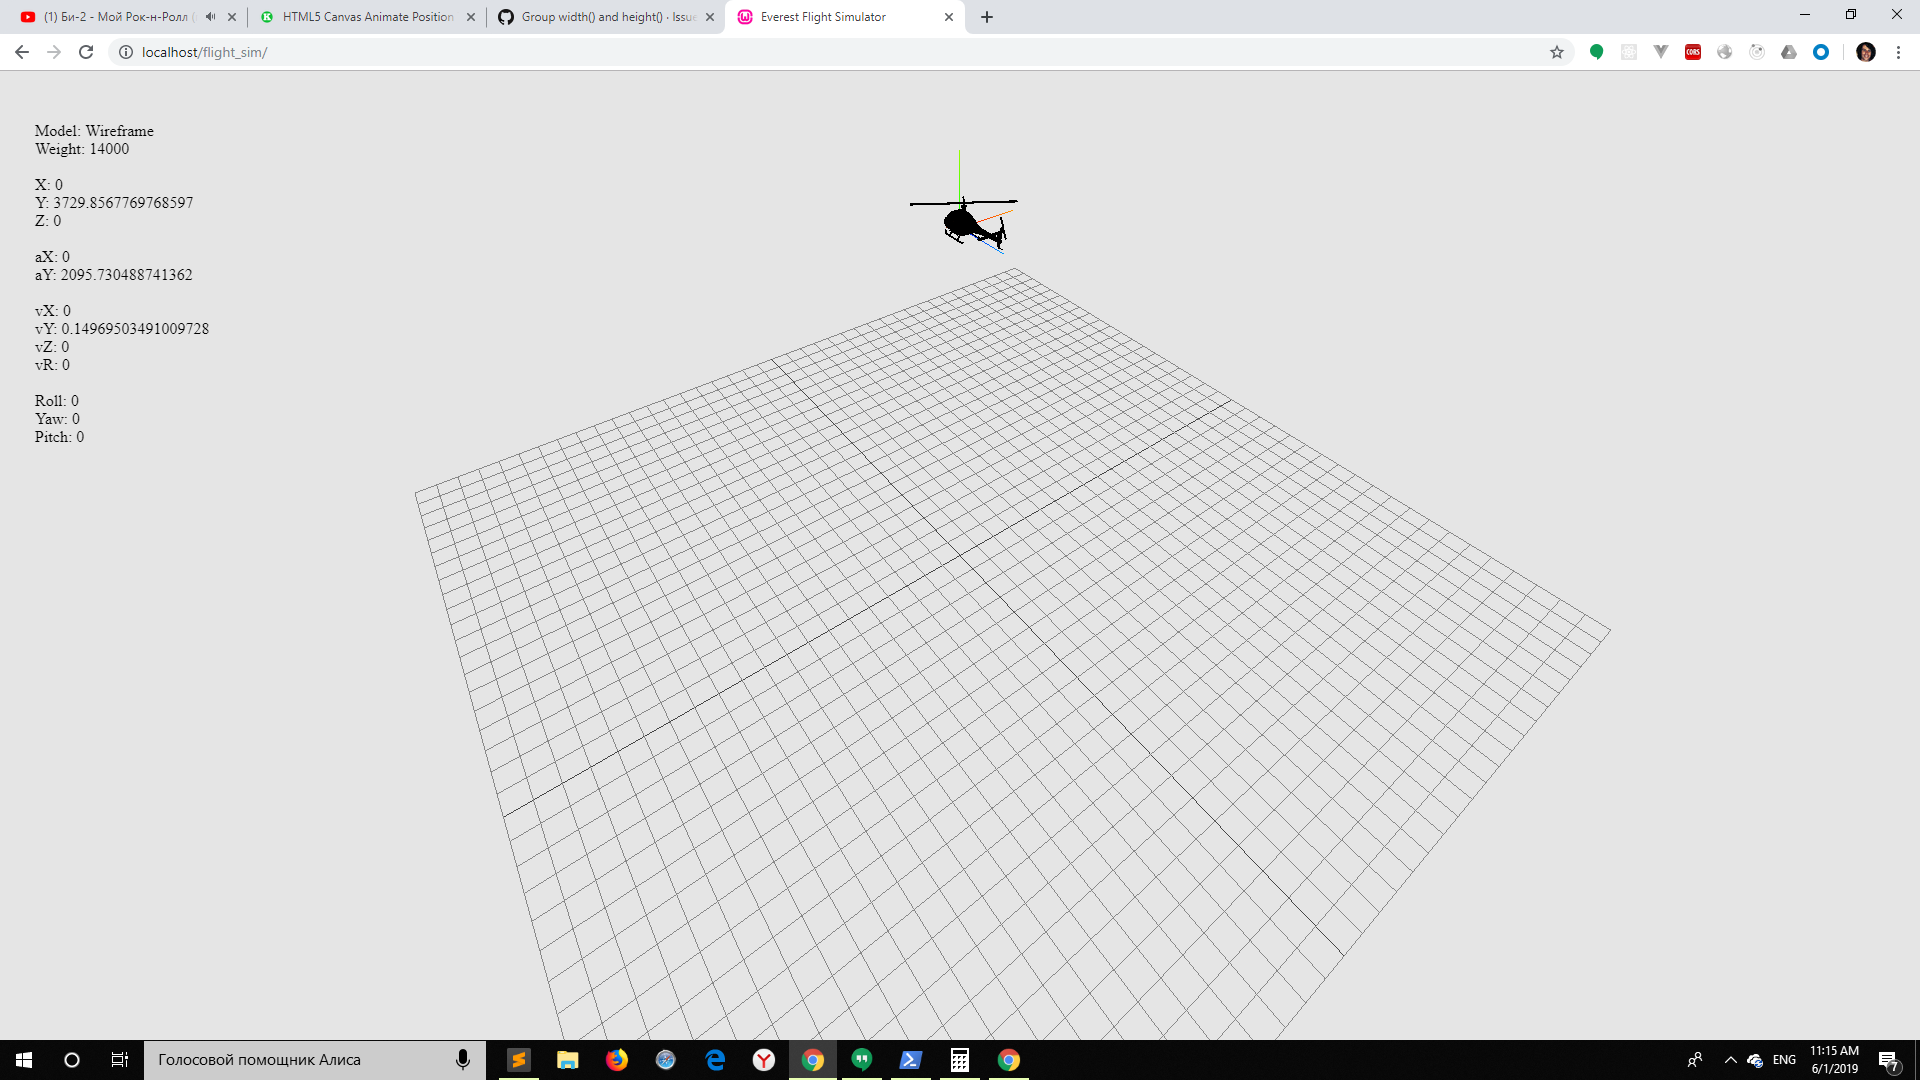 (1) Би-2 - Мой Рок-н-Ролл
HTML5 Canvas Animate Position
Group width() and height() · Issue
Everest Flight Simulator
localhost/flight_sim/
CORS
Model: Wireframe
Weight: 14000
X: 0
Y: 3729.8567769768597
Z: 0
aX: 0
aY: 2095.730488741362
vX: 0
vY: 0.14969503491009728
vZ: 0
vR: 0
Roll: 0
Yaw: 0
Pitch: 0
Голосовой помощник Алиса
ENG
11:15 AM
6/1/2019
7